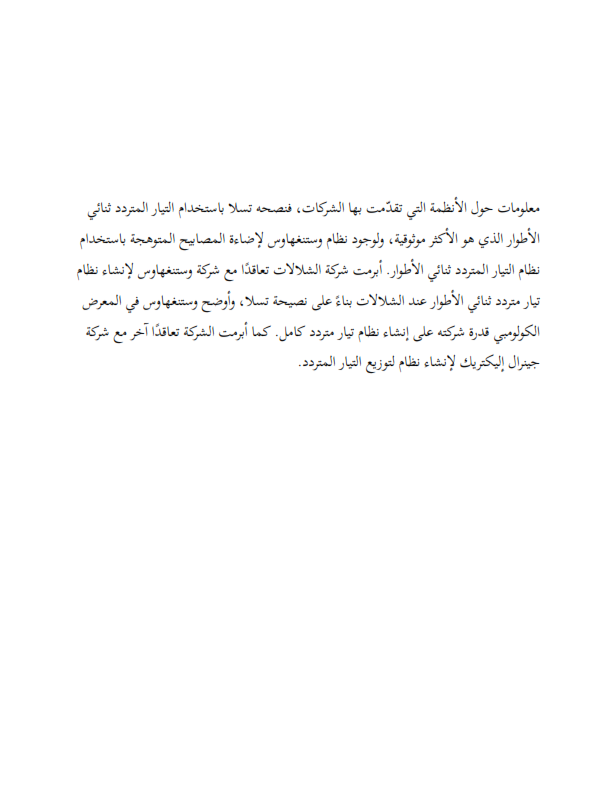 معلومات حول الأنظمة التي تقدّمت بها الشركات، فنصحه تسلا باستخدام التيار المتردد ثنائي
الأطوار الذي هو الأكثر موثوقية، ولوجود نظام وستنغهاوس لإضاءة المصابيح المتوهجة باستخدام
نظام التيار المتردد ثنائي الأطوار. أبرمت شركة الشلالات تعاقدًا مع شركة وستنغهاوس لإنشاء نظام
تيار متردد ثنائي الأطوار عند الشلالات بناءً على نصيحة تسلا، وأوضح وستنغهاوس في المعرض
الكولومبي قدرة شركته على إنشاء نظام تيار متردد كامل. كما أبرمت الشركة تعاقدًا آخر مع شركة
جينرال إليكتريك لإنشاء نظام لتوزيع التيار المتردد.